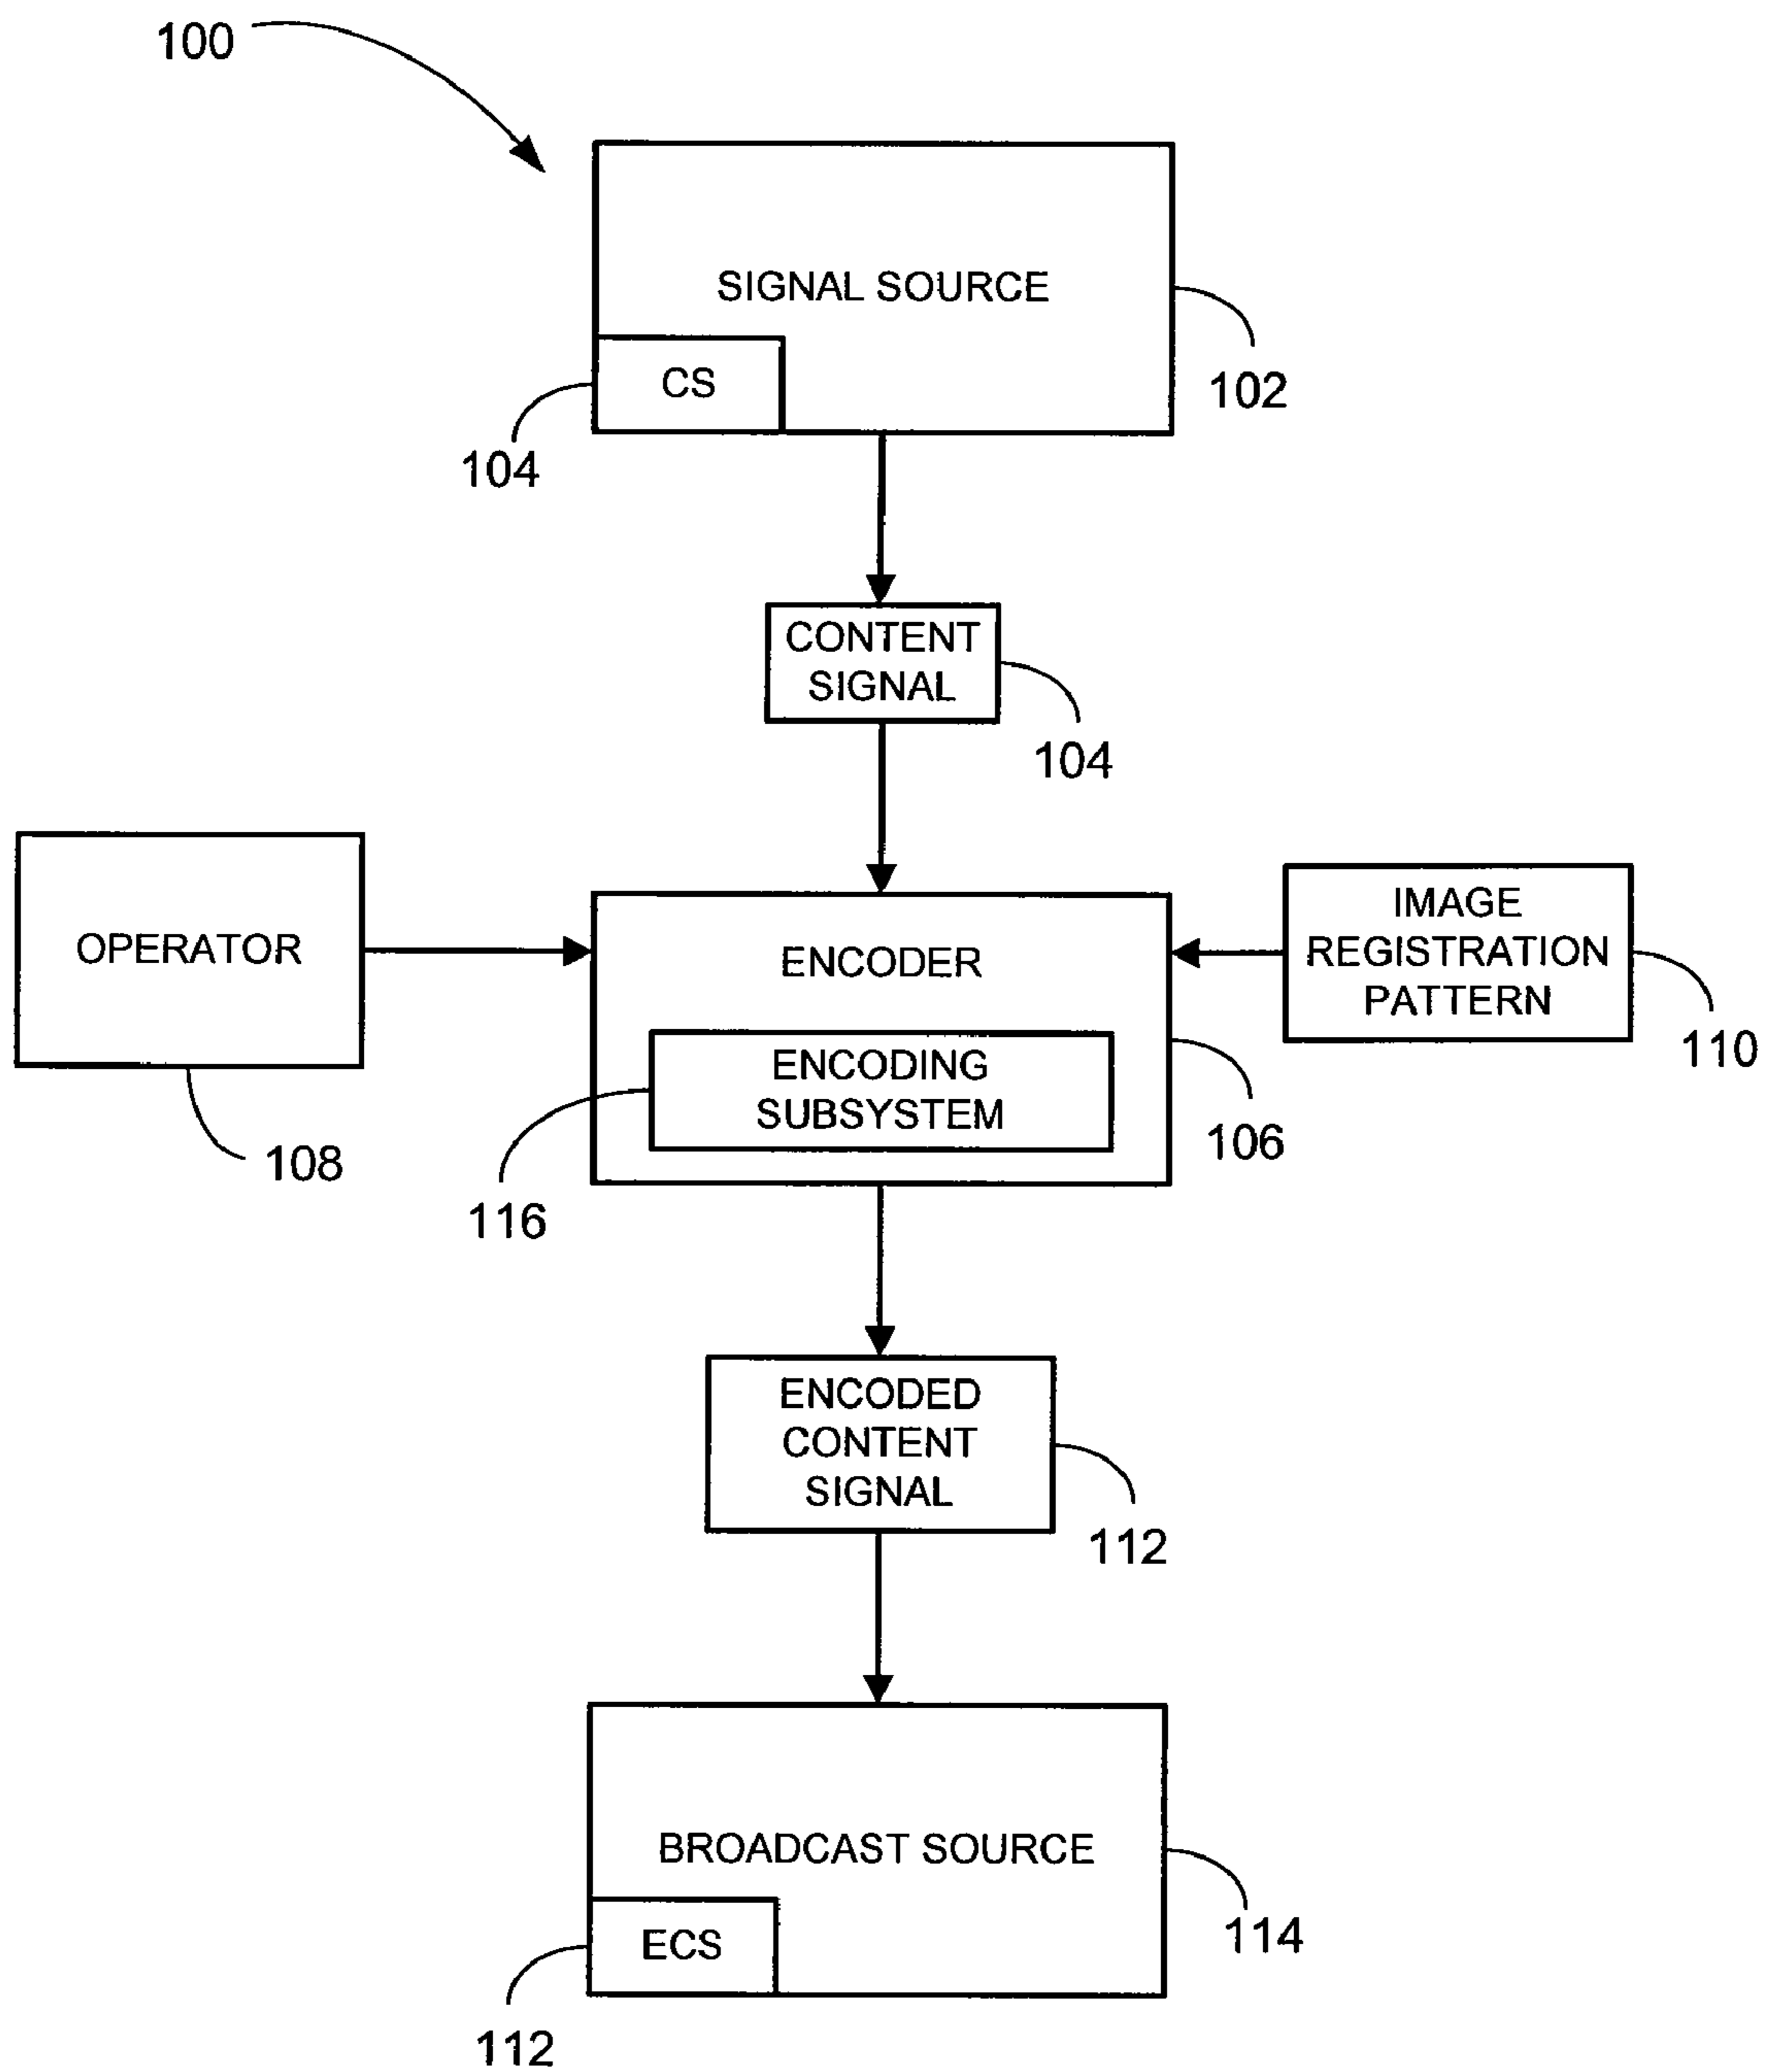 100
SIGNAL SOURCE
CS
102
104
CONTENT
SIGNAL
104
OPERATOR
108
ENCODER
ENCODING
SUBSYSTEM
106
116
IMAGE
REGISTRATION
PATTERN
110
ENCODED
CONTENT
SIGNAL
112
BROADCAST SOURCE
ECS
114
112